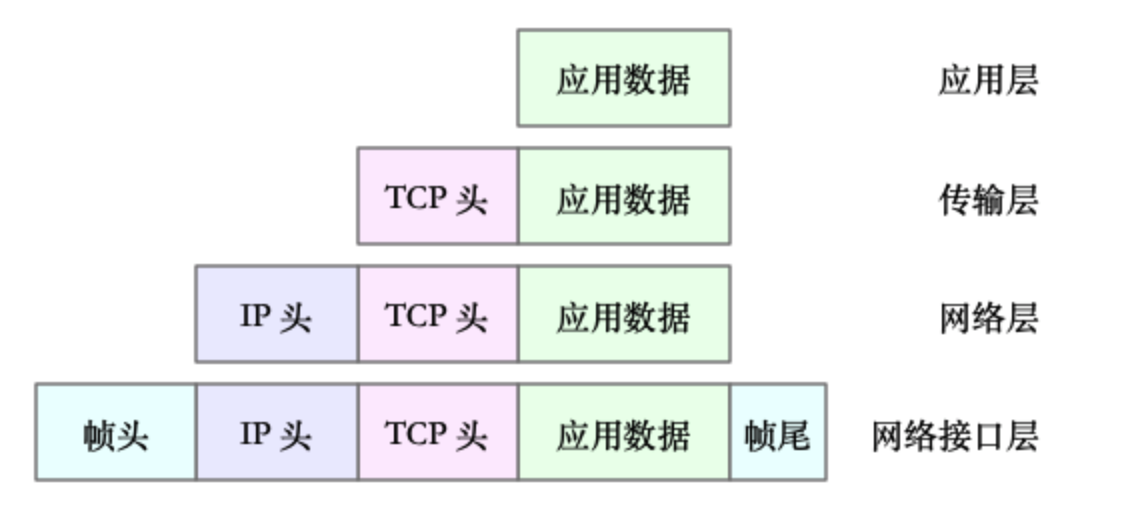 应用数据 应用层
TCP 头 应用数据 传输层
IP 头 TCP 头 应用数据 网络层
帧头 IP 头 TCP 头 应用数据 帧尾 网络接口层